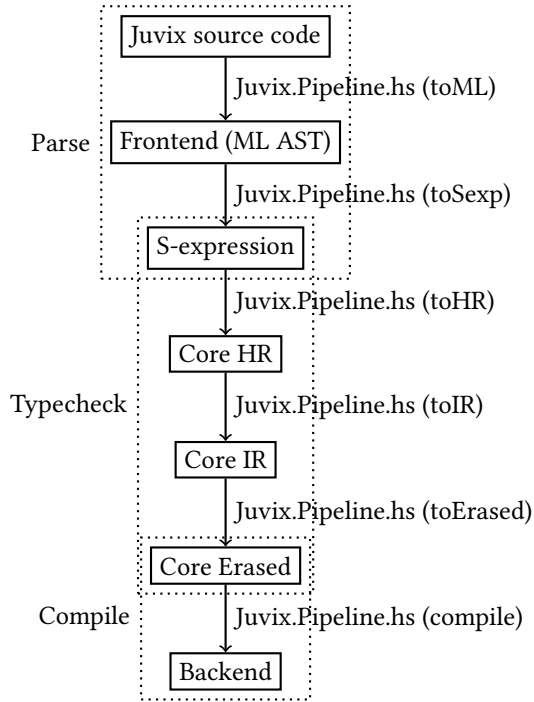 Juvix source code
Juvix.Pipeline.hs (toML)
Parse
Frontend (ML AST)
Juvix.Pipeline.hs (toSexp)
S-expression
Juvix.Pipeline.hs (toHR)
Core HR
Typecheck
Juvix.Pipeline.hs (toIR)
Core IR
Juvix.Pipeline.hs (toErased)
Core Erased
Compile
Juvix.Pipeline.hs (compile)
Backend